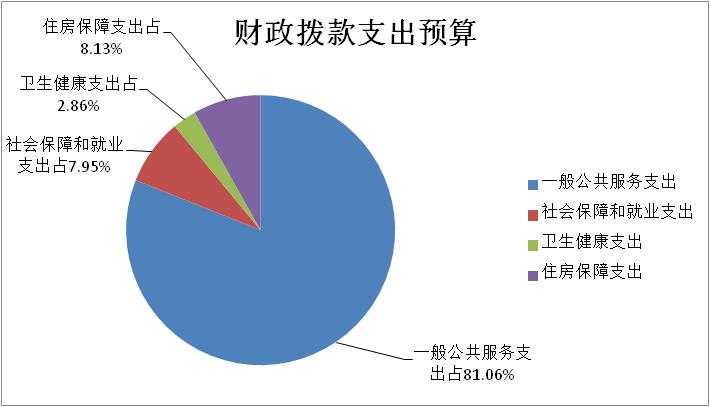 财政拨款支出预算
住房保障支出占
8.13%
卫生健康支出占
2.86%
社会保障和就业
支出占7.95%
一般公共服务支
出占81.06%
一般公共服务支出
社会保障和就业支出
卫生健康支出
住房保障支出